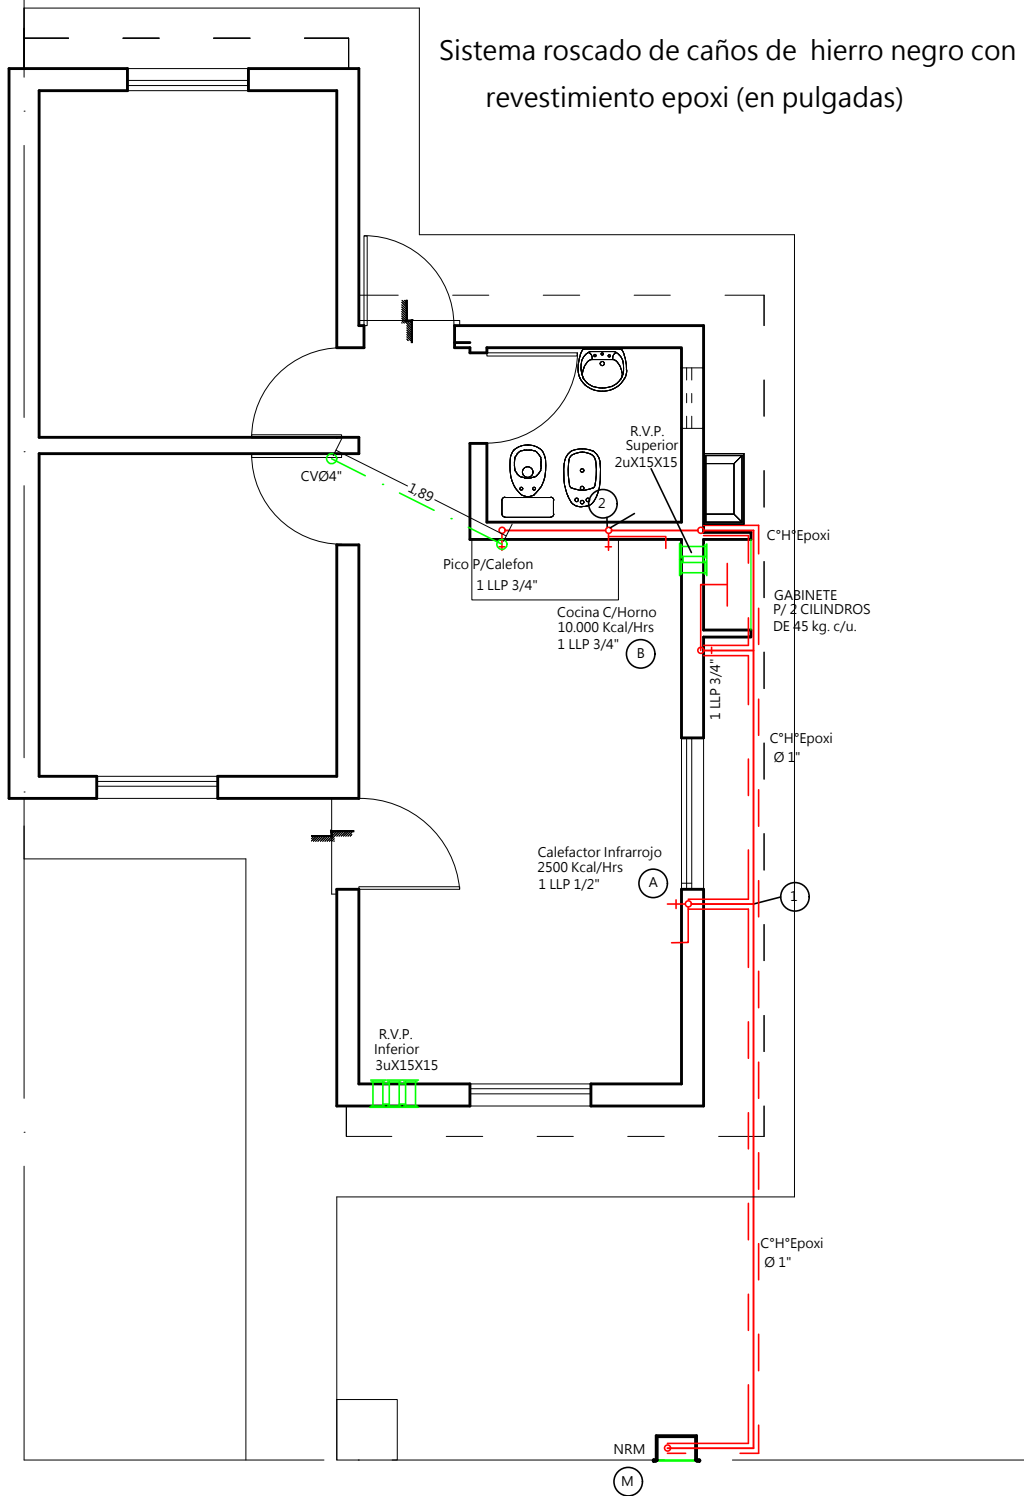 Sistema roscado de caños de hierro negro con
revestimiento epoxi (en pulgadas)
R.V.P.
Superior
2uX15X15
CVØ4"
1,89
2
C°H°Epoxi
Pico P/Calefon
1 LLP 3/4"
GABINETE
P/ 2 CILINDROS
DE 45 kg. c/u.
Cocina C/Horno
10.000 Kcal/Hrs
1 LLP 3/4"
B
1 LLP 3/4"
C°H°Epoxi
Ø 1"
Calefactor Infrarrojo
2500 Kcal/Hrs
1 LLP 1/2"
A
1
R.V.P.
Inferior
3uX15X15
C°H°Epoxi
Ø 1"
NRM
M